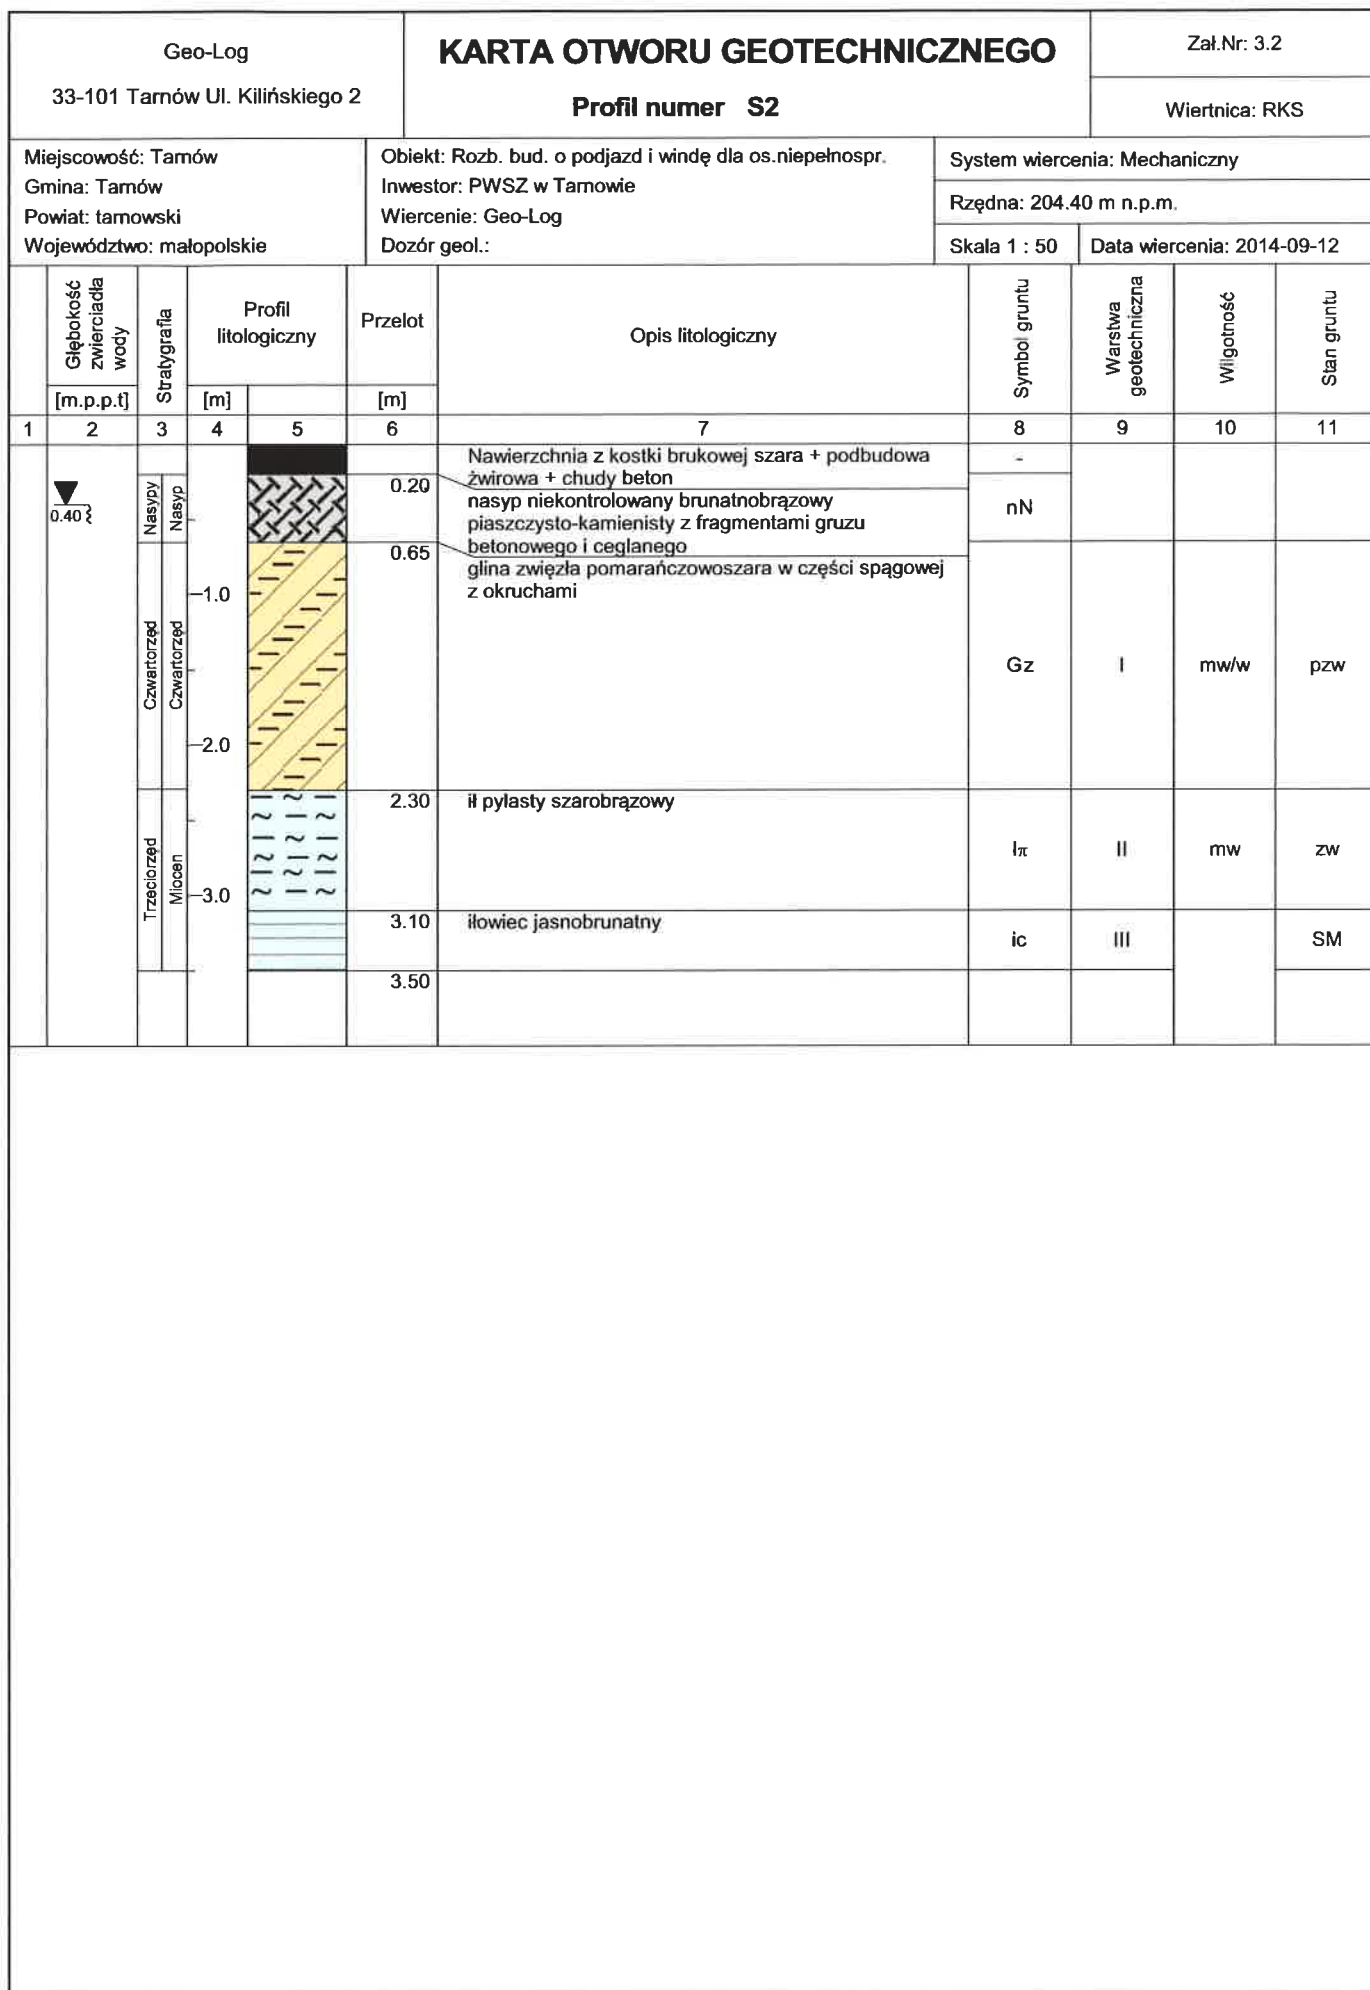 Geo-Log
33-101 Tarnów Ul. Kilińskiego 2
KARTA OTWORU GEOTECHNICZNEGO
Profil numer S2
Zał.Nr: 3.2
Wiertnica: RKS
Miejscowość: Tarnów
Gmina: Tarnów
Powiat: tarnowski
Województwo: małopolskie
Obiekt: Rozb. bud. o podjazd i windę dla os.niepełnospr.
Inwestor: PWSZ w Tarnowie
Wiercenie: Geo-Log
Dozór geol.:
System wiercenia: Mechaniczny
Rzędna: 204.40 m n.p.m.
Skala 1 : 50
Data wiercenia: 2014-09-12
Głębokość
zwierciadła
wody
[m.p.p.t]
Stratygrafia
Profil
litologiczny
[m]
Przelot
[m]
Opis litologiczny
Symbol gruntu
Warstwa
geotechniczna
Wilgotność
Stan gruntu
1 2 3 4 5 6 7 8 9 10 11
0.40
Nasypy
Nasyp
Nawierzchnia z kostki brukowej szara + podbudowa
żwirowa + chudy beton
-
0.20
nasyp niekontrolowany brunatnobrązowy
piaszczysto-kamienisty z fragmentami gruzu
betonowego i ceglanego
nN
0.65
glina zwięzła pomarańczowoszara w części spągowej
z okruchami
1.0
Czwartorzęd
Czwartorzęd
2.0
Gz I mw/w pzw
2.30
ił pylasty szarobrązowy
Iπ II mw zw
Trzeciorzęd
Miocen
3.0
3.10
iłowiec jasnobrunatny
ic III SM
3.50